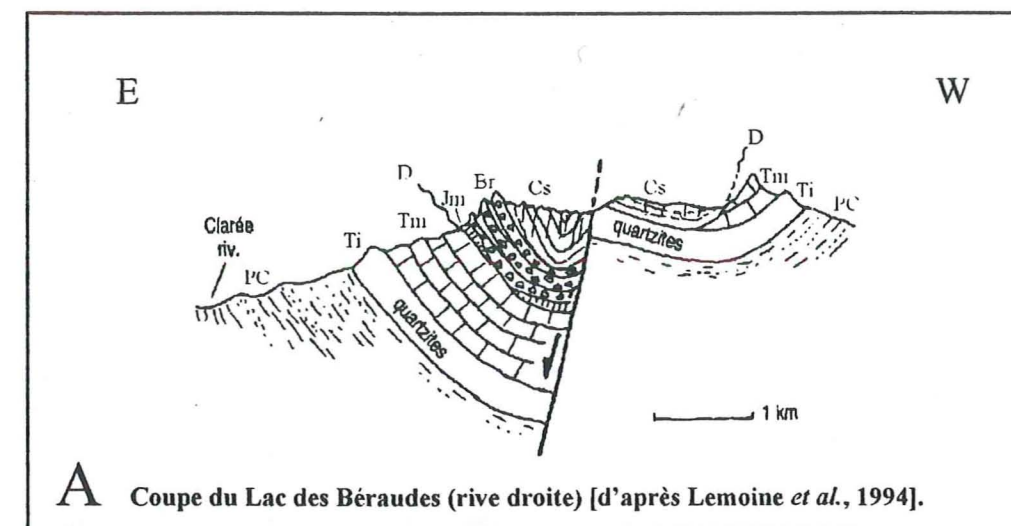 E W
D
D Br Cs Cs Tm
Jm Ti
Tm PC
Clarée
riv.
Ti quartzites
PC
quartzites
1 km
A Coupe du Lac des Béraudes (rive droite) [d'après Lemoine et al., 1994].